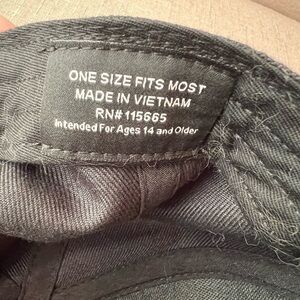 ONE SIZE FITS MOST
MADE IN VIETNAM
RN# 115665
Intended For Ages 14 and Older